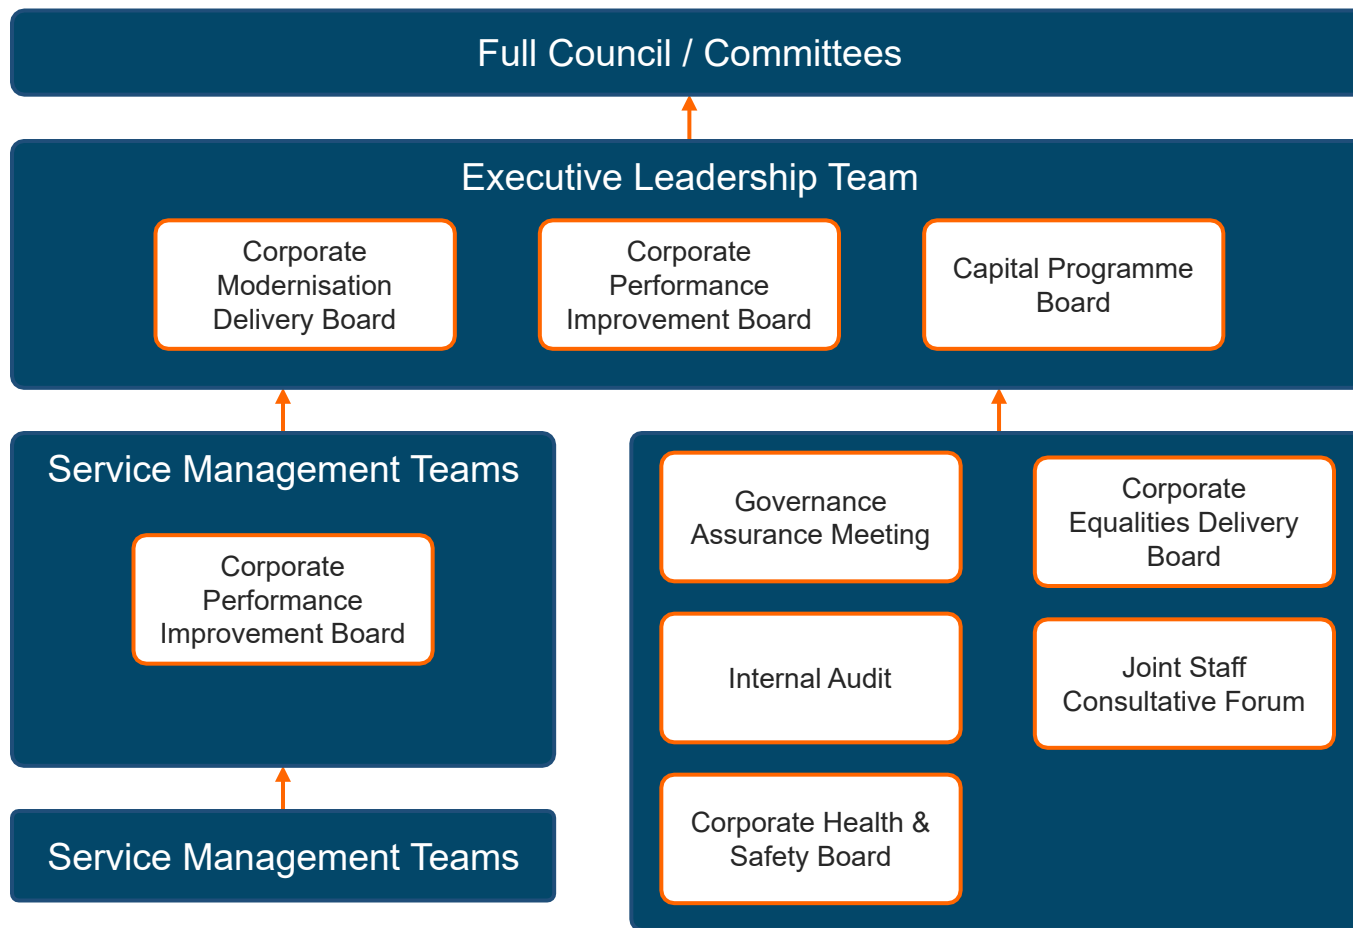 Full Council / Committees
Executive Leadership Team
Corporate
Modernisation
Delivery Board
Corporate
Performance
Improvement Board
Capital Programme
Board
Service Management Teams
Corporate
Performance
Improvement Board
Service Management Teams
Governance
Assurance Meeting
Corporate
Equalities Delivery
Board
Internal Audit
Joint Staff
Consultative Forum
Corporate Health &
Safety Board